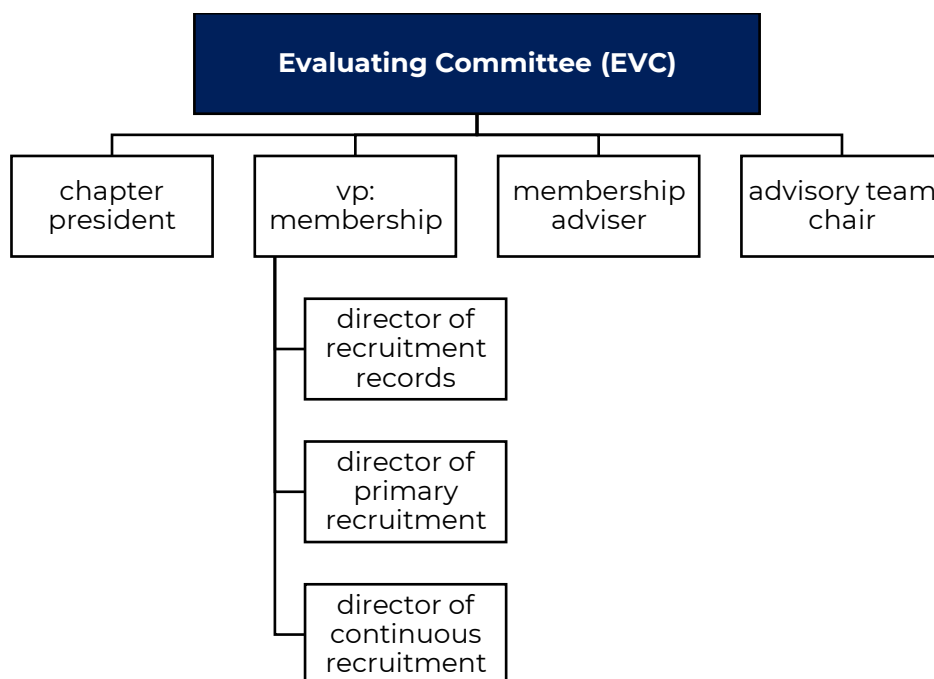 Evaluating Committee (EVC)
chapter
president
vp:
membership
membership
adviser
advisory team
chair
director of
recruitment
records
director of
primary
recruitment
director of
continuous
recruitment